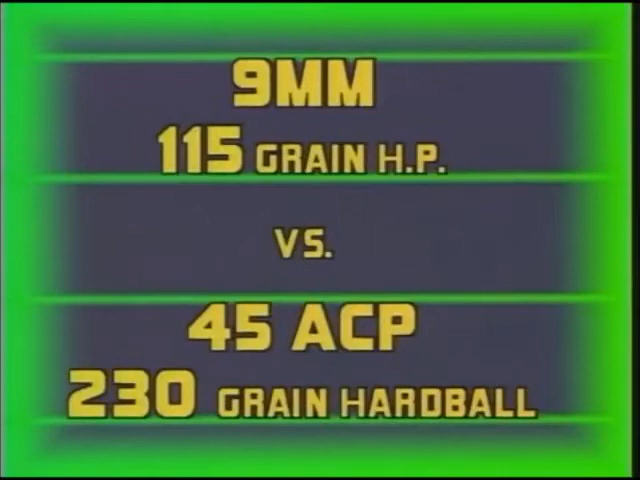 9MM
115 GRAIN H.P.
VS.
45 ACP
230 GRAIN HARDBALL